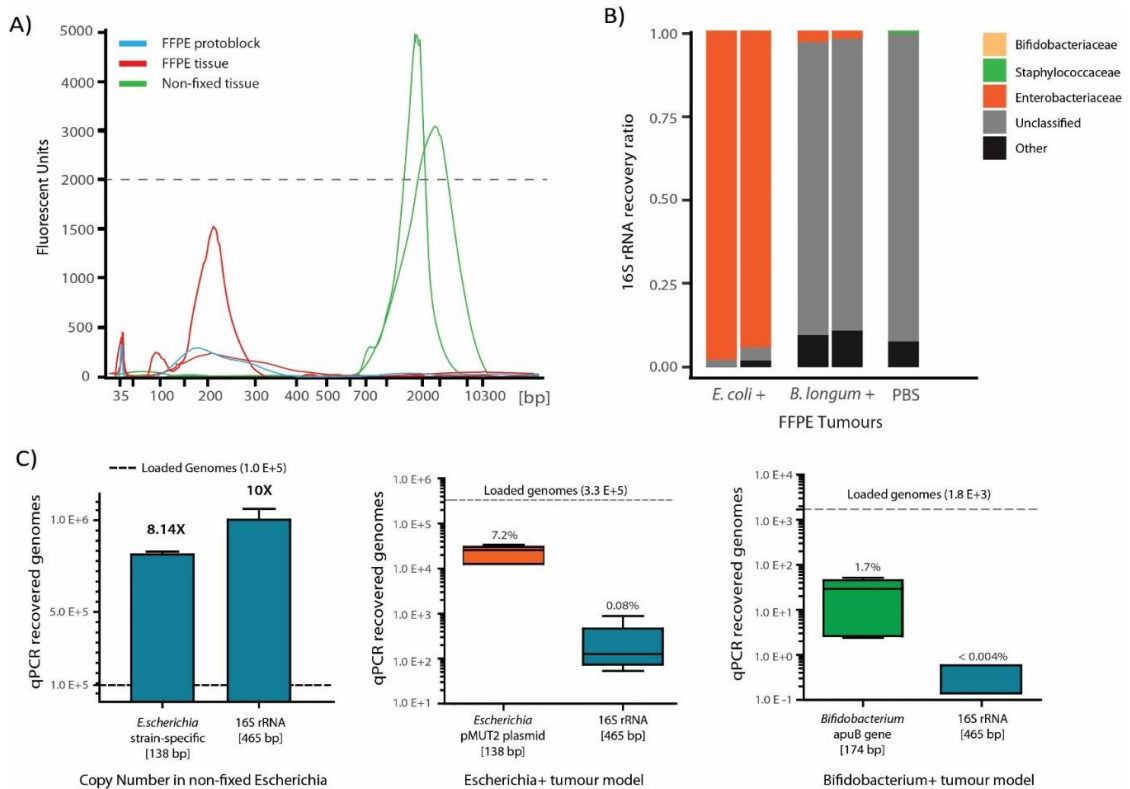 A)
FFPE protoblock
FFPE tissue
Non-fixed tissue
Fluorescent Units
5000
4000
3000
2000
1500
1000
500
0
35 100 200 300 400 500 700 2000 10300 [bp]
B)
16S rRNA recovery ratio
1.00
0.75
0.50
0.25
0.00
E. coli + B. longum + PBS
FFPE Tumours
Bifidobacteriaceae
Staphylococcaceae
Enterobacteriaceae
Unclassified
Other
C)
Loaded Genomes (1.0 E+5)
qPCR recovered genomes
1.0 E+6
5.0 E+5
1.0 E+5
8.14X
10X
E.scherichia
strain-specific
[138 bp]
16S rRNA
[465 bp]
Copy Number in non-fixed Escherichia
qPCR recovered genomes
1.0 E+6
1.0 E+5
1.0 E+4
1.0 E+3
1.0 E+2
1.0 E+1
Loaded genomes (3.3 E+5)
7.2%
0.08%
Escherichia
pMUT2 plasmid
[138 bp]
16S rRNA
[465 bp]
Escherichia+ tumour model
qPCR recovered genomes
1.0 E+4
1.0 E+3
1.0 E+2
1.0 E+1
1.0 E+0
1.0 E-1
Loaded genomes (1.8 E+3)
1.7%
< 0.004%
Bifidobacterium
apuB gene
[174 bp]
16S rRNA
[465 bp]
Bifidobacterium+ tumour model